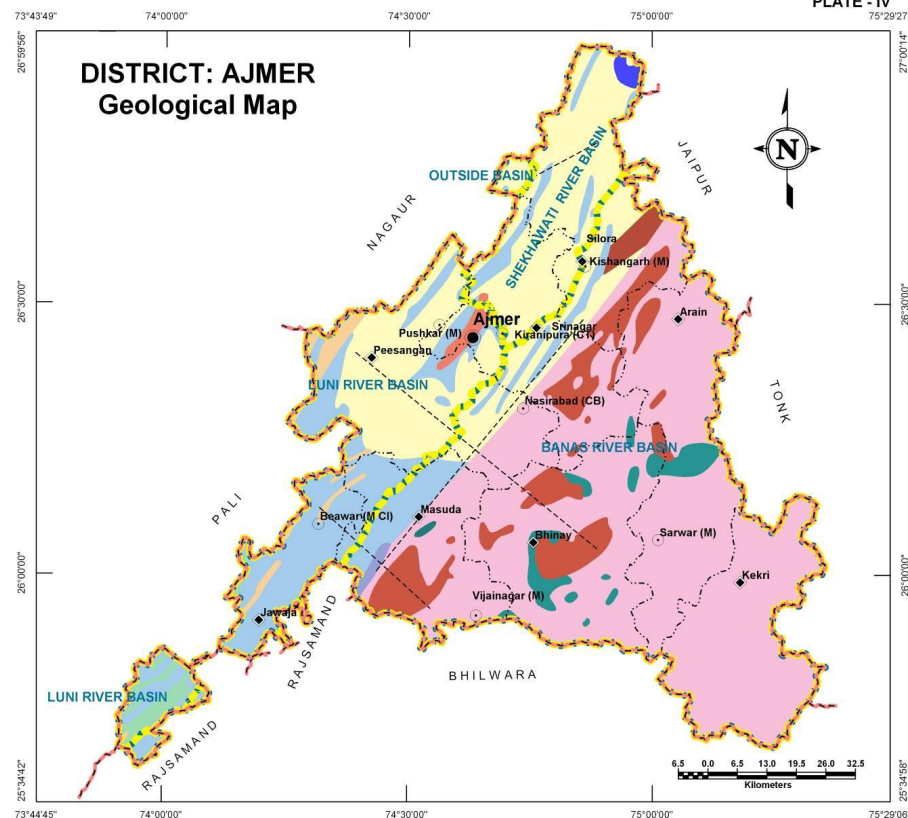 PLATE - IV
73°43'49"
74°00'00"
74°30'00"
75°00'00"
75°29'27"
26°59'56"
27°00'14"
DISTRICT: AJMER
Geological Map
N
JAIPUR
OUTSIDE BASIN
SHEKHAWATI RIVER BASIN
NAGAUR
Silora
Kishangarh (M)
26°30'00"
26°30'00"
Arain
Ajmer
Pushkar (M)
Srinagar
Kiranipura (CT)
Peesangan
LUNI RIVER BASIN
TONK
Nasirabad (CB)
BANAS RIVER BASIN
PALI
Beawar (M Cl)
Masuda
Bhinay
Sarwar (M)
26°00'00"
26°00'00"
Kekri
Vijainagar (M)
Jawaja
RAJSAMAND
BHILWARA
LUNI RIVER BASIN
RAJSAMAND
6.5 0.0 6.5 13.0 19.5 26.0 32.5
Kilometers
25°34'42"
25°34'58"
73°44'45"
74°00'00"
74°30'00"
75°00'00"
75°29'06"